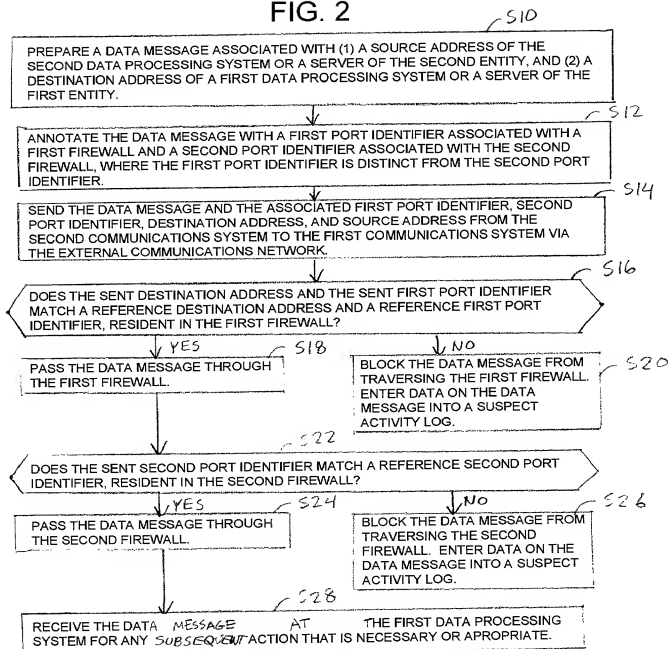 FIG. 2
S10
PREPARE A DATA MESSAGE ASSOCIATED WITH (1) A SOURCE ADDRESS OF THE
SECOND DATA PROCESSING SYSTEM OR A SERVER OF THE SECOND ENTITY, AND (2) A
DESTINATION ADDRESS OF A FIRST DATA PROCESSING SYSTEM OR A SERVER OF THE
FIRST ENTITY.
S12
ANNOTATE THE DATA MESSAGE WITH A FIRST PORT IDENTIFIER ASSOCIATED WITH A
FIRST FIREWALL AND A SECOND PORT IDENTIFIER ASSOCIATED WITH THE SECOND
FIREWALL, WHERE THE FIRST PORT IDENTIFIER IS DISTINCT FROM THE SECOND PORT
IDENTIFIER.
S14
SEND THE DATA MESSAGE AND THE ASSOCIATED FIRST PORT IDENTIFIER, SECOND
PORT IDENTIFIER, DESTINATION ADDRESS, AND SOURCE ADDRESS FROM THE
SECOND COMMUNICATIONS SYSTEM TO THE FIRST COMMUNICATIONS SYSTEM VIA
THE EXTERNAL COMMUNICATIONS NETWORK.
S16
DOES THE SENT DESTINATION ADDRESS AND THE SENT FIRST PORT IDENTIFIER
MATCH A REFERENCE DESTINATION ADDRESS AND A REFERENCE FIRST PORT
IDENTIFIER, RESIDENT IN THE FIRST FIREWALL?
YES
S18
NO
S20
PASS THE DATA MESSAGE THROUGH
THE FIRST FIREWALL.
BLOCK THE DATA MESSAGE FROM
TRAVERSING THE FIRST FIREWALL.
ENTER DATA ON THE DATA
MESSAGE INTO A SUSPECT
ACTIVITY LOG.
S22
DOES THE SENT SECOND PORT IDENTIFIER MATCH A REFERENCE SECOND PORT
IDENTIFIER, RESIDENT IN THE SECOND FIREWALL?
YES
S24
NO
S26
PASS THE DATA MESSAGE THROUGH
THE SECOND FIREWALL.
BLOCK THE DATA MESSAGE FROM
TRAVERSING THE SECOND
FIREWALL. ENTER DATA ON THE
DATA MESSAGE INTO A SUSPECT
ACTIVITY LOG.
S28
RECEIVE THE DATA MESSAGE AT THE FIRST DATA PROCESSING
SYSTEM FOR ANY SUBSEQUENT ACTION THAT IS NECESSARY OR APROPRIATE.